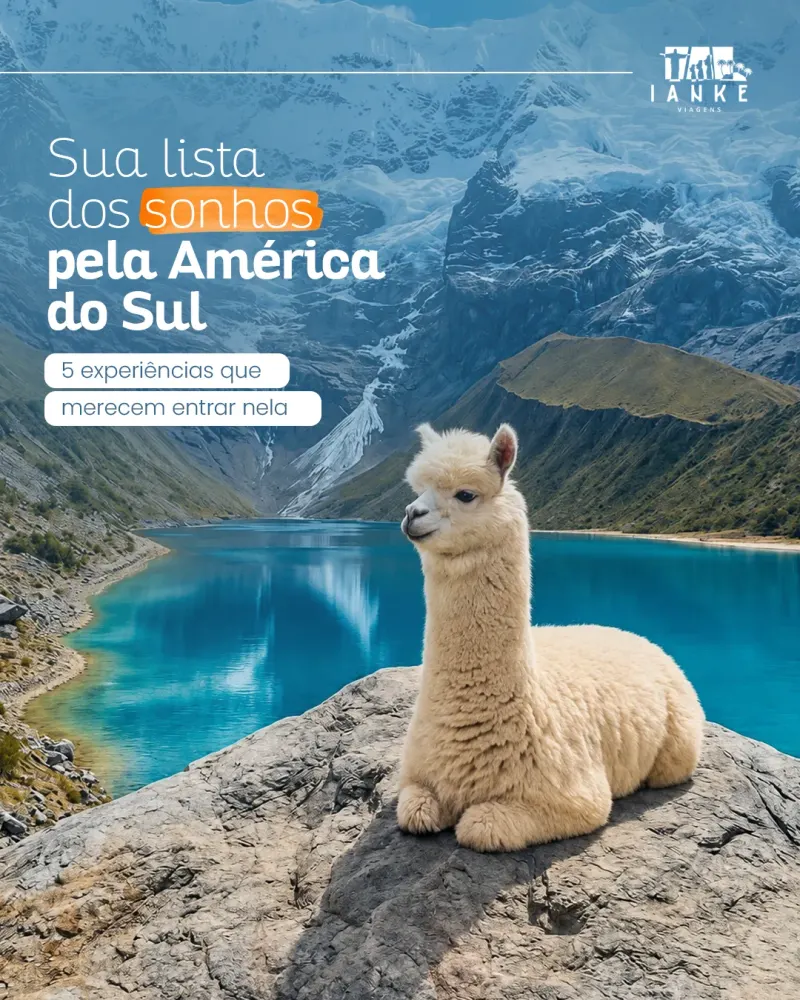 IANKE
VIAGENS
Sua lista
dos sonhos
pela América
do Sul
5 experiências que
merecem entrar nela